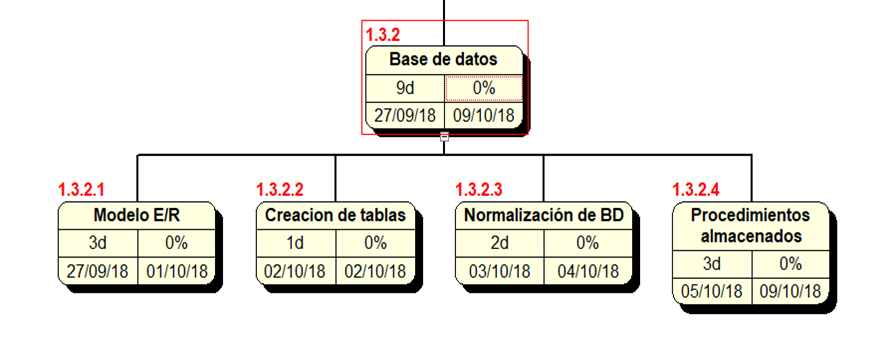 1.3.2
Base de datos
9d 0%
27/09/18 09/10/18
1.3.2.1
Modelo E/R
3d 0%
27/09/18 01/10/18
1.3.2.2
Creacion de tablas
1d 0%
02/10/18 02/10/18
1.3.2.3
Normalización de BD
2d 0%
03/10/18 04/10/18
1.3.2.4
Procedimientos
almacenados
3d 0%
05/10/18 09/10/18